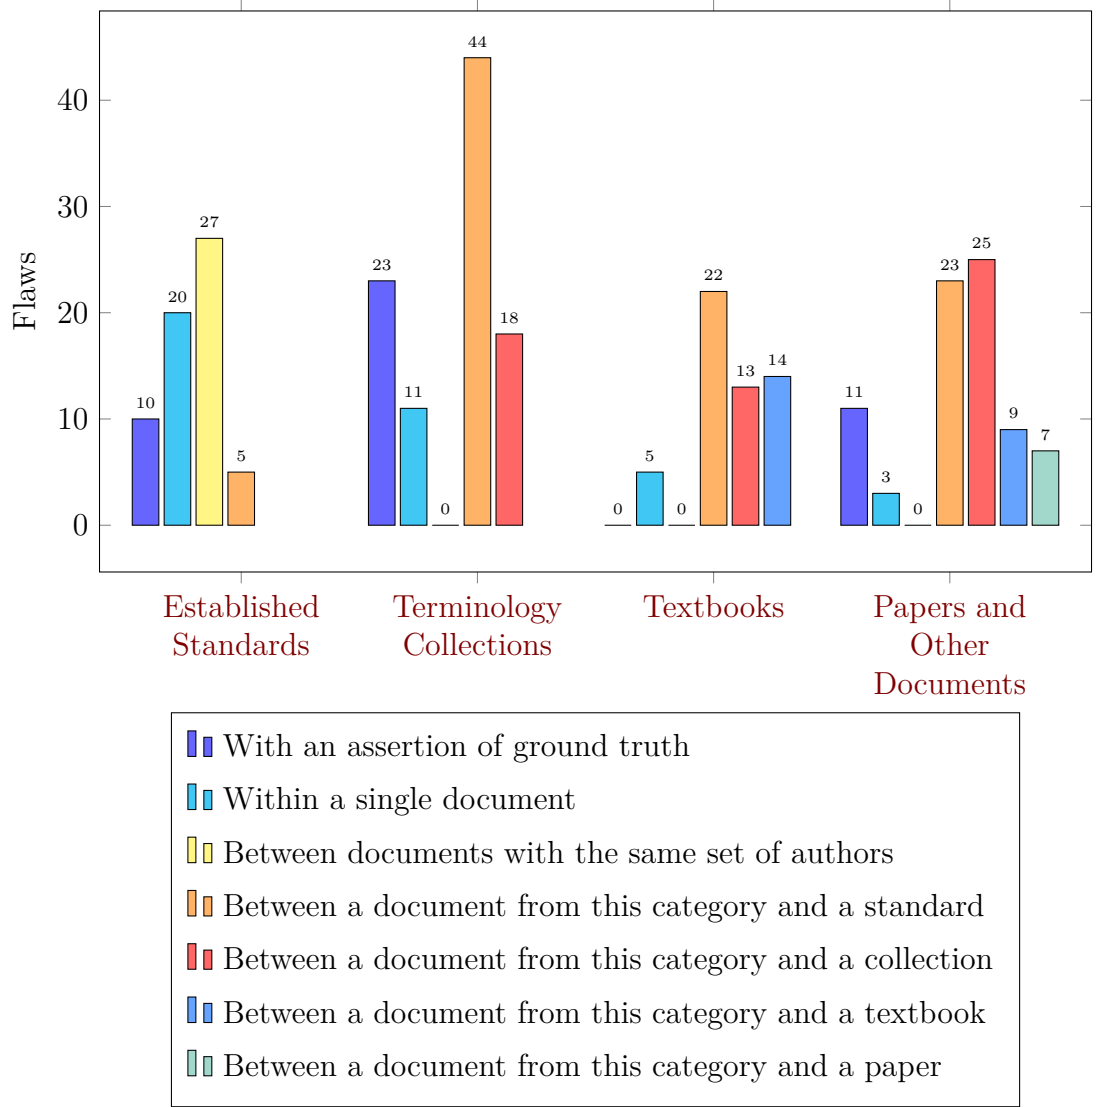 44
40
30
27
25
23
23
22
20
20
18
14
13
11
11
10
10
9
7
5
5
3
0
0
0
0
0
Flaws
Established
Standards
Terminology
Collections
Textbooks
Papers and
Other
Documents
With an assertion of ground truth
Within a single document
Between documents with the same set of authors
Between a document from this category and a standard
Between a document from this category and a collection
Between a document from this category and a textbook
Between a document from this category and a paper